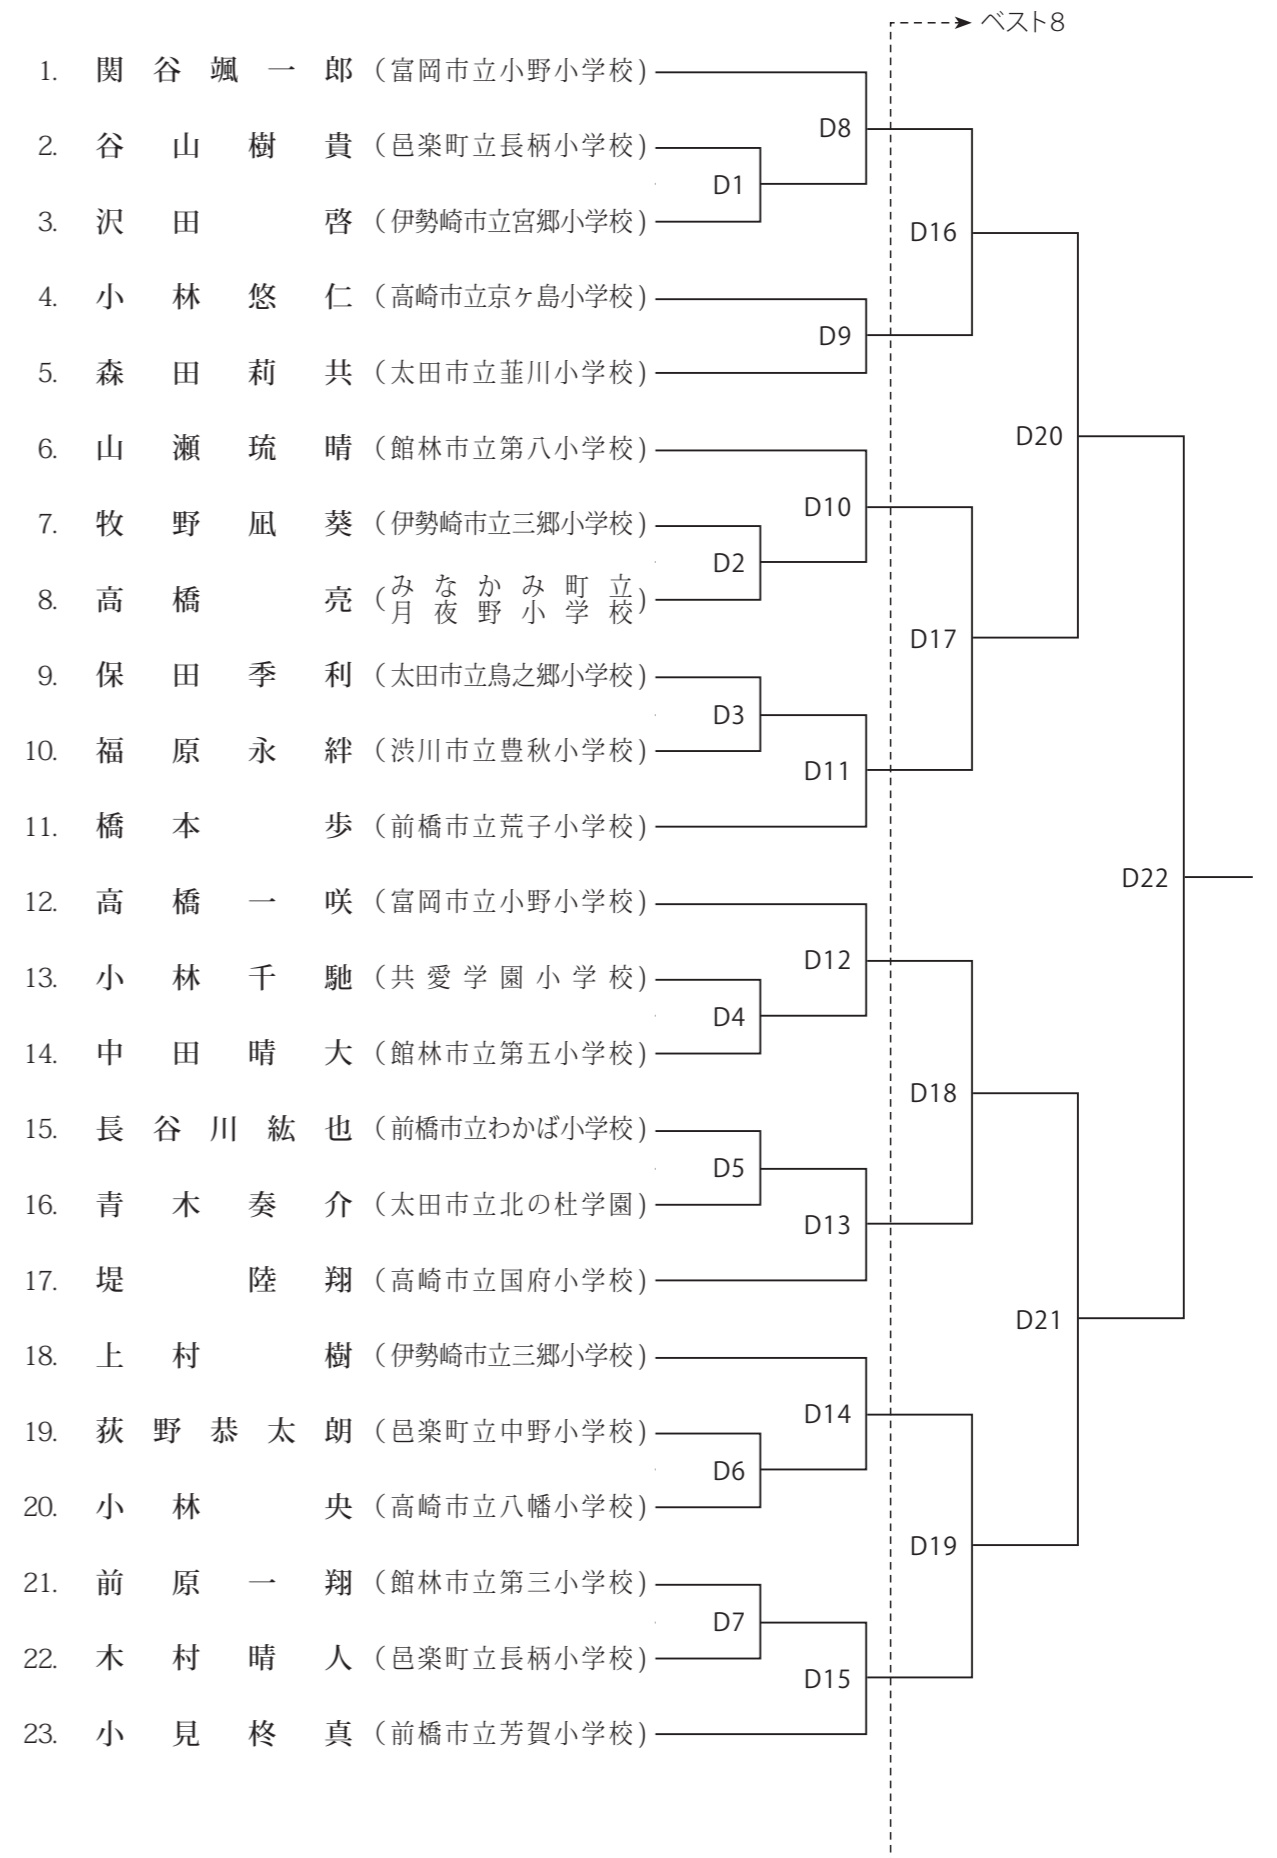 ベスト8
1. 関谷颯一郎 (富岡市立小野小学校)
D8
2. 谷山樹貴 (邑楽町立長柄小学校)
D1
3. 沢田啓 (伊勢崎市立宮郷小学校)
D16
4. 小林悠仁 (高崎市立京ヶ島小学校)
D9
5. 森田莉共 (太田市立韮川小学校)
D20
6. 山瀬琉晴 (館林市立第八小学校)
D10
7. 牧野凪葵 (伊勢崎市立三郷小学校)
D2
8. 高橋亮 (みなかみ町立
月夜野小学校)
D17
9. 保田季利 (太田市立鳥之郷小学校)
D3
10. 福原永絆 (渋川市立豊秋小学校)
D11
11. 橋本歩 (前橋市立荒子小学校)
D22
12. 高橋一咲 (富岡市立小野小学校)
D12
13. 小林千馳 (共愛学園小学校)
D4
14. 中田晴大 (館林市立第五小学校)
D18
15. 長谷川紘也 (前橋市立わかば小学校)
D5
16. 青木奏介 (太田市立北の杜学園)
D13
17. 堤陸翔 (高崎市立国府小学校)
D21
18. 上村樹 (伊勢崎市立三郷小学校)
D14
19. 荻野恭太朗 (邑楽町立中野小学校)
D6
20. 小林央 (高崎市立八幡小学校)
D19
21. 前原一翔 (館林市立第三小学校)
D7
22. 木村晴人 (邑楽町立長柄小学校)
D15
23. 小見柊真 (前橋市立芳賀小学校)